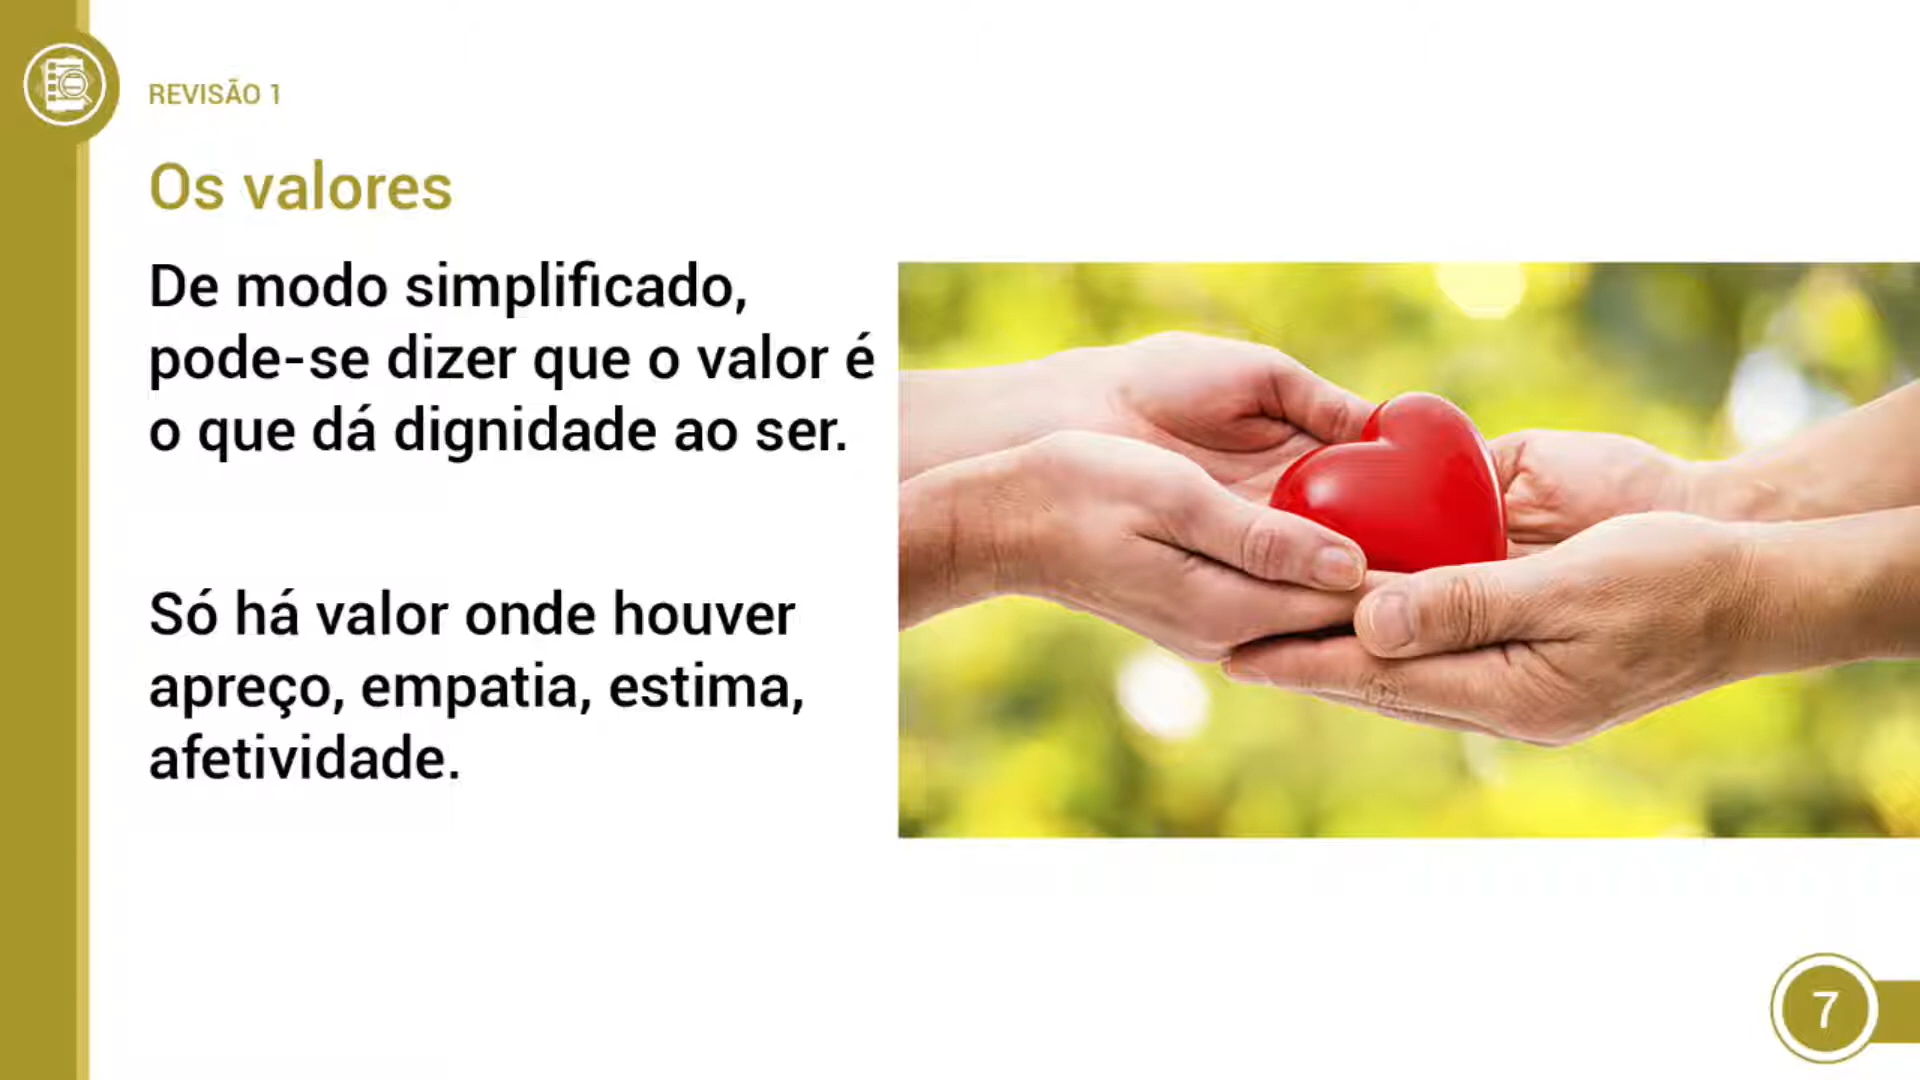 REVISÃO 1
Os valores
De modo simplificado,
pode-se dizer que o valor é
o que dá dignidade ao ser.
Só há valor onde houver
apreço, empatia, estima,
afetividade.
7